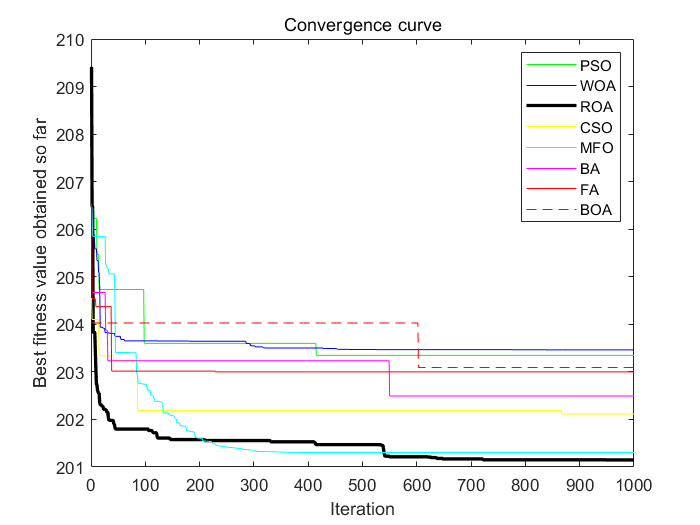 Convergence curve
210
209
208
207
206
205
204
203
202
201
Best fitness value obtained so far
PSO
WOA
ROA
CSO
MFO
BA
FA
BOA
0 100 200 300 400 500 600 700 800 900 1000
Iteration